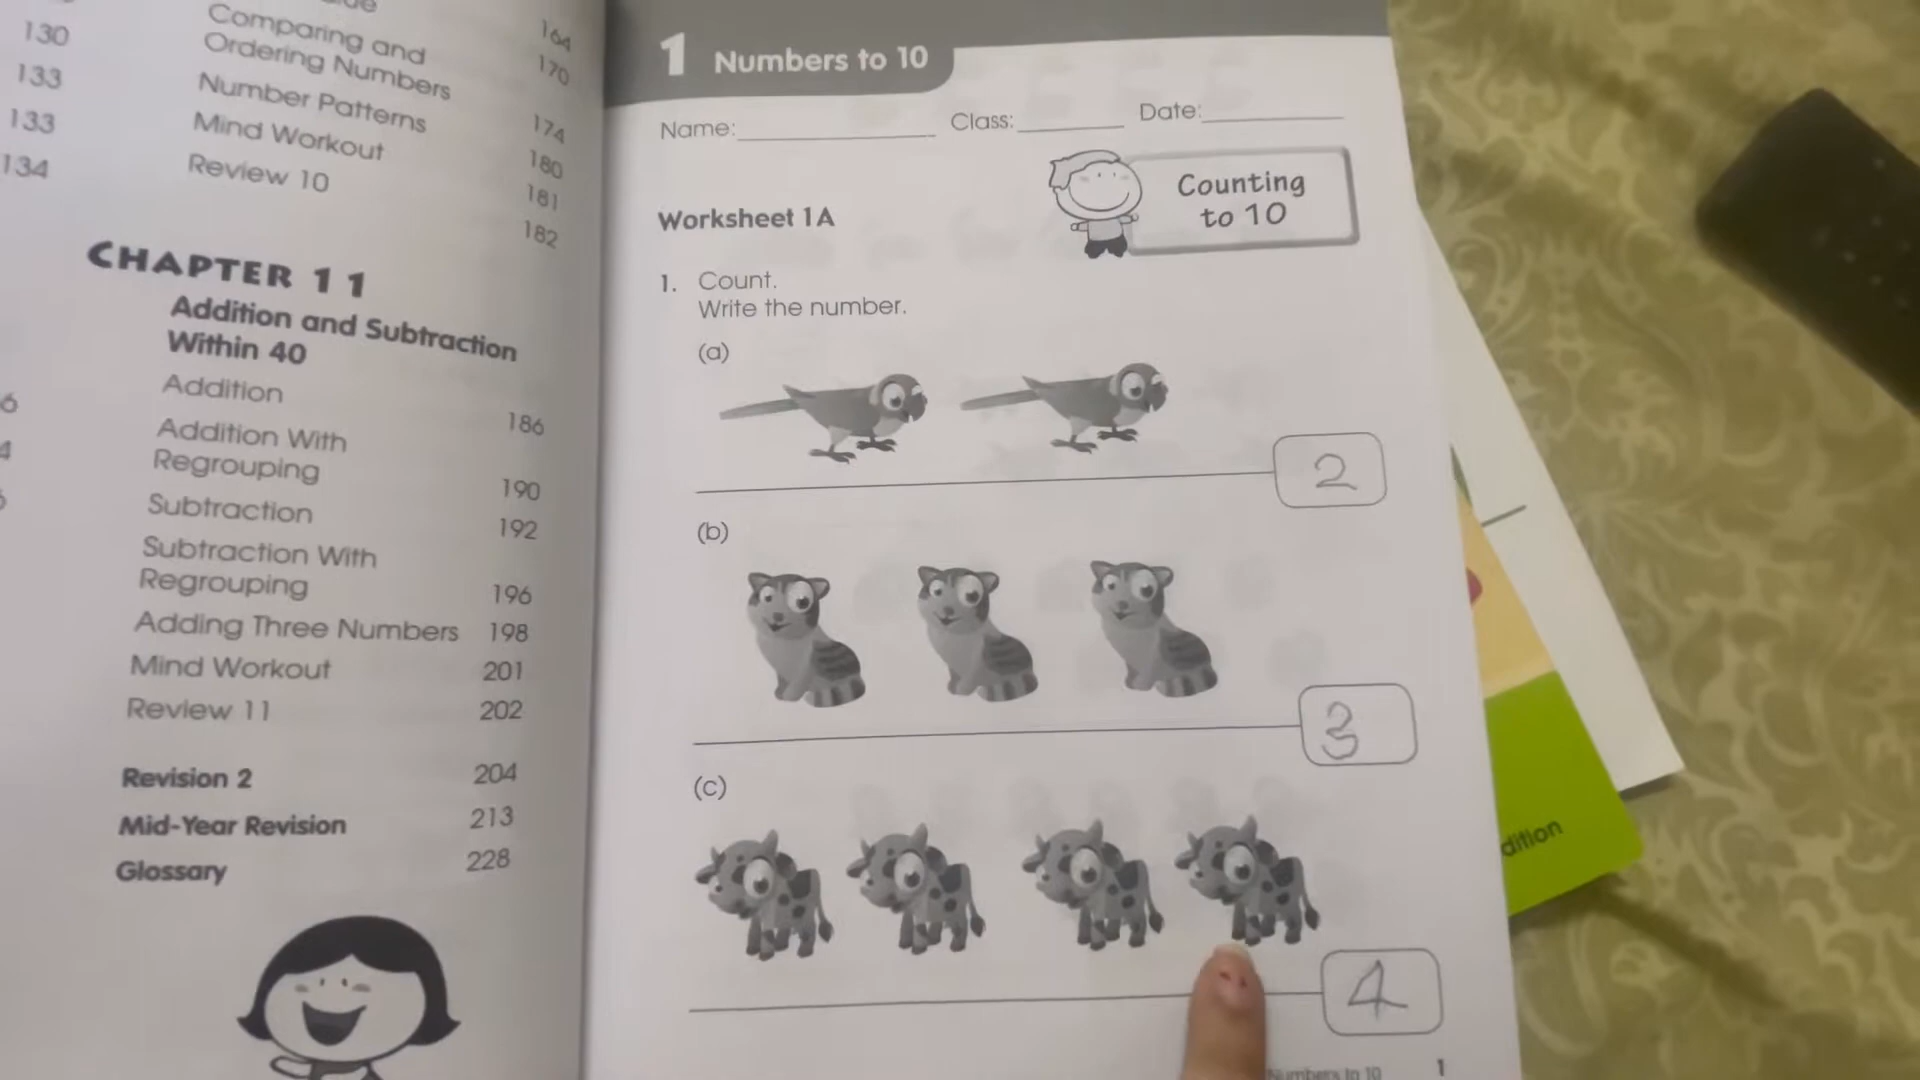 130
133
133
134
Comparing and
Ordering Numbers
Number Patterns
Mind Workout
Review 10
164
170
174
180
181
182
CHAPTER 11
Addition and Subtraction
Within 40
Addition 186
Addition With
Regrouping 190
Subtraction 192
Subtraction With
Regrouping 196
Adding Three Numbers 198
Mind Workout 201
Review 11 202
Revision 2 204
Mid-Year Revision 213
Glossary 228
1 Numbers to 10
Name: Class: Date:
Worksheet 1A
Counting
to 10
1. Count.
Write the number.
(a)
2
(b)
3
(c)
4
Numbers to 10 1
dition